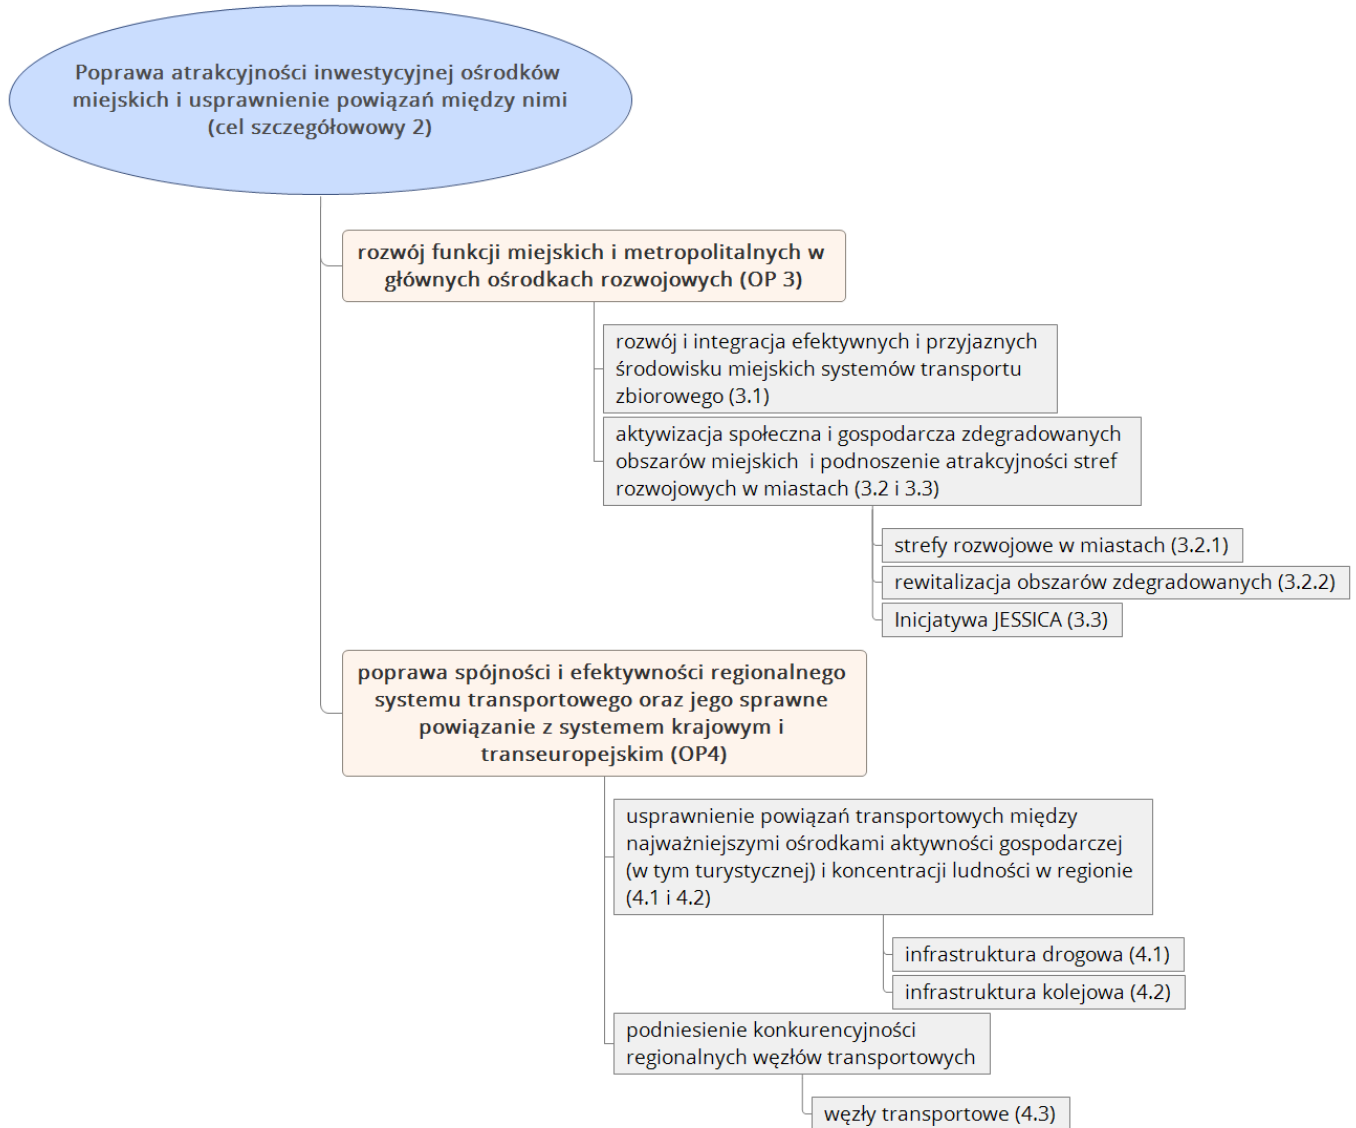 Poprawa atrakcyjności inwestycyjnej ośrodków
miejskich i usprawnienie powiązań między nimi
(cel szczegółowowy 2)
rozwój funkcji miejskich i metropolitalnych w
głównych ośrodkach rozwojowych (OP 3)
rozwój i integracja efektywnych i przyjaznych
środowisku miejskich systemów transportu
zbiorowego (3.1)
aktywizacja społeczna i gospodarcza zdegradowanych
obszarów miejskich  i podnoszenie atrakcyjności stref
rozwojowych w miastach (3.2 i 3.3)
strefy rozwojowe w miastach (3.2.1)
rewitalizacja obszarów zdegradowanych (3.2.2)
Inicjatywa JESSICA (3.3)
poprawa spójności i efektywności regionalnego
systemu transportowego oraz jego sprawne
powiązanie z systemem krajowym i
transeuropejskim (OP4)
usprawnienie powiązań transportowych między
najważniejszymi ośrodkami aktywności gospodarczej
(w tym turystycznej) i koncentracji ludności w regionie
(4.1 i 4.2)
infrastruktura drogowa (4.1)
infrastruktura kolejowa (4.2)
podniesienie konkurencyjności
regionalnych węzłów transportowych
węzły transportowe (4.3)